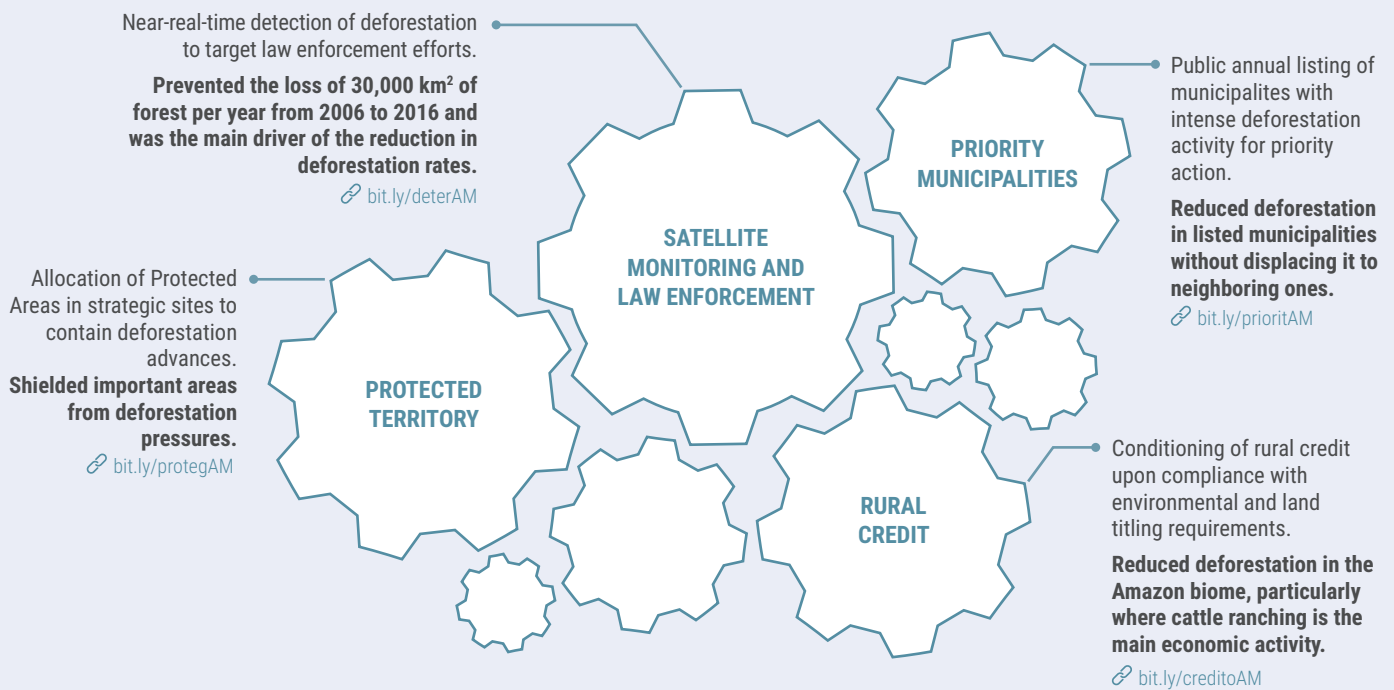 Near-real-time detection of deforestation
to target law enforcement efforts.
Prevented the loss of 30,000 km² of
forest per year from 2006 to 2016 and
was the main driver of the reduction in
deforestation rates.
bit.ly/deterAM
Allocation of Protected
Areas in strategic sites to
contain deforestation
advances.
Shielded important areas
from deforestation
pressures.
bit.ly/protegAM
PROTECTED
TERRITORY
SATELLITE
MONITORING AND
LAW ENFORCEMENT
PRIORITY
MUNICIPALITIES
Public annual listing of
municipalites with
intense deforestation
activity for priority
action.
Reduced deforestation
in listed municipalities
without displacing it to
neighboring ones.
bit.ly/prioritAM
RURAL
CREDIT
Conditioning of rural credit
upon compliance with
environmental and land
titling requirements.
Reduced deforestation in the
Amazon biome, particularly
where cattle ranching is the
main economic activity.
bit.ly/creditoAM